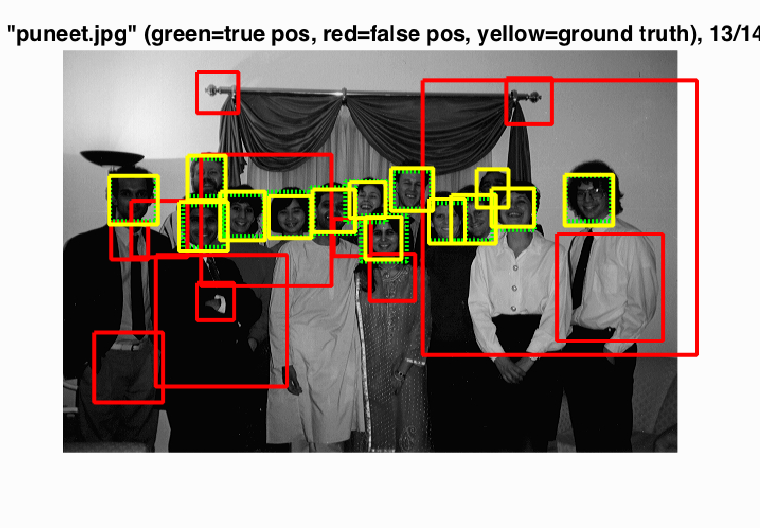 "puneet.jpg" (green=true pos, red=false pos, yellow=ground truth), 13/14